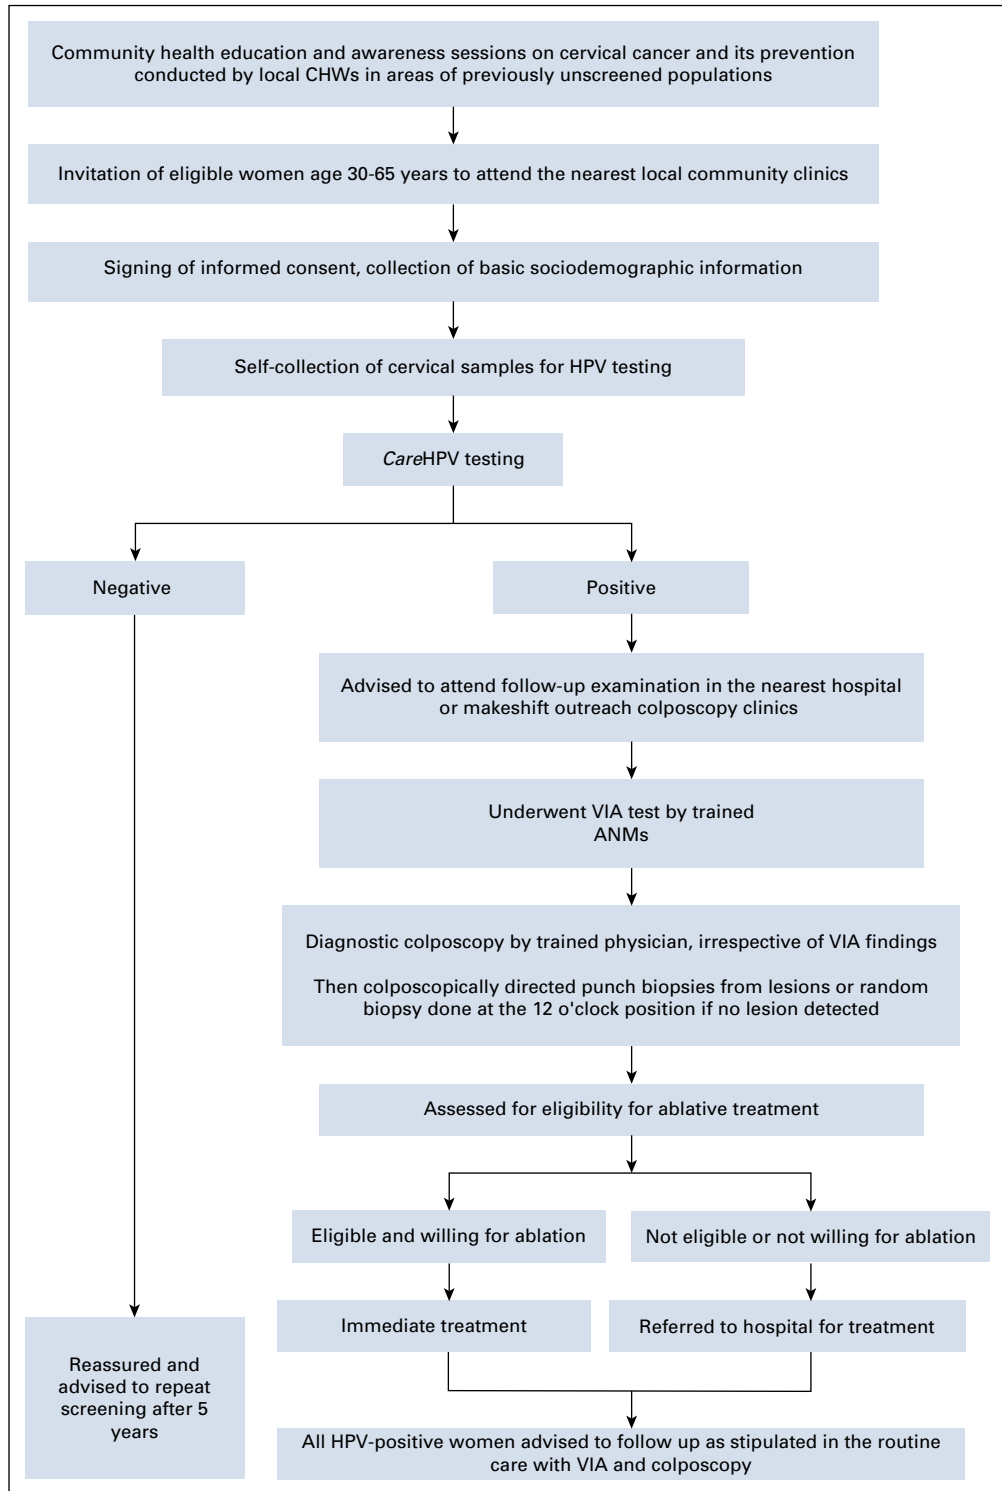 Community health education and awareness sessions on cervical cancer and its prevention
conducted by local CHWs in areas of previously unscreened populations
Invitation of eligible women age 30-65 years to attend the nearest local community clinics
Signing of informed consent, collection of basic sociodemographic information
Self-collection of cervical samples for HPV testing
CareHPV testing
Negative
Positive
Advised to attend follow-up examination in the nearest hospital
or makeshift outreach colposcopy clinics
Underwent VIA test by trained
ANMs
Diagnostic colposcopy by trained physician, irrespective of VIA findings
Then colposcopically directed punch biopsies from lesions or random
biopsy done at the 12 o'clock position if no lesion detected
Assessed for eligibility for ablative treatment
Eligible and willing for ablation
Not eligible or not willing for ablation
Immediate treatment
Referred to hospital for treatment
Reassured and
advised to repeat
screening after 5
years
All HPV-positive women advised to follow up as stipulated in the routine
care with VIA and colposcopy